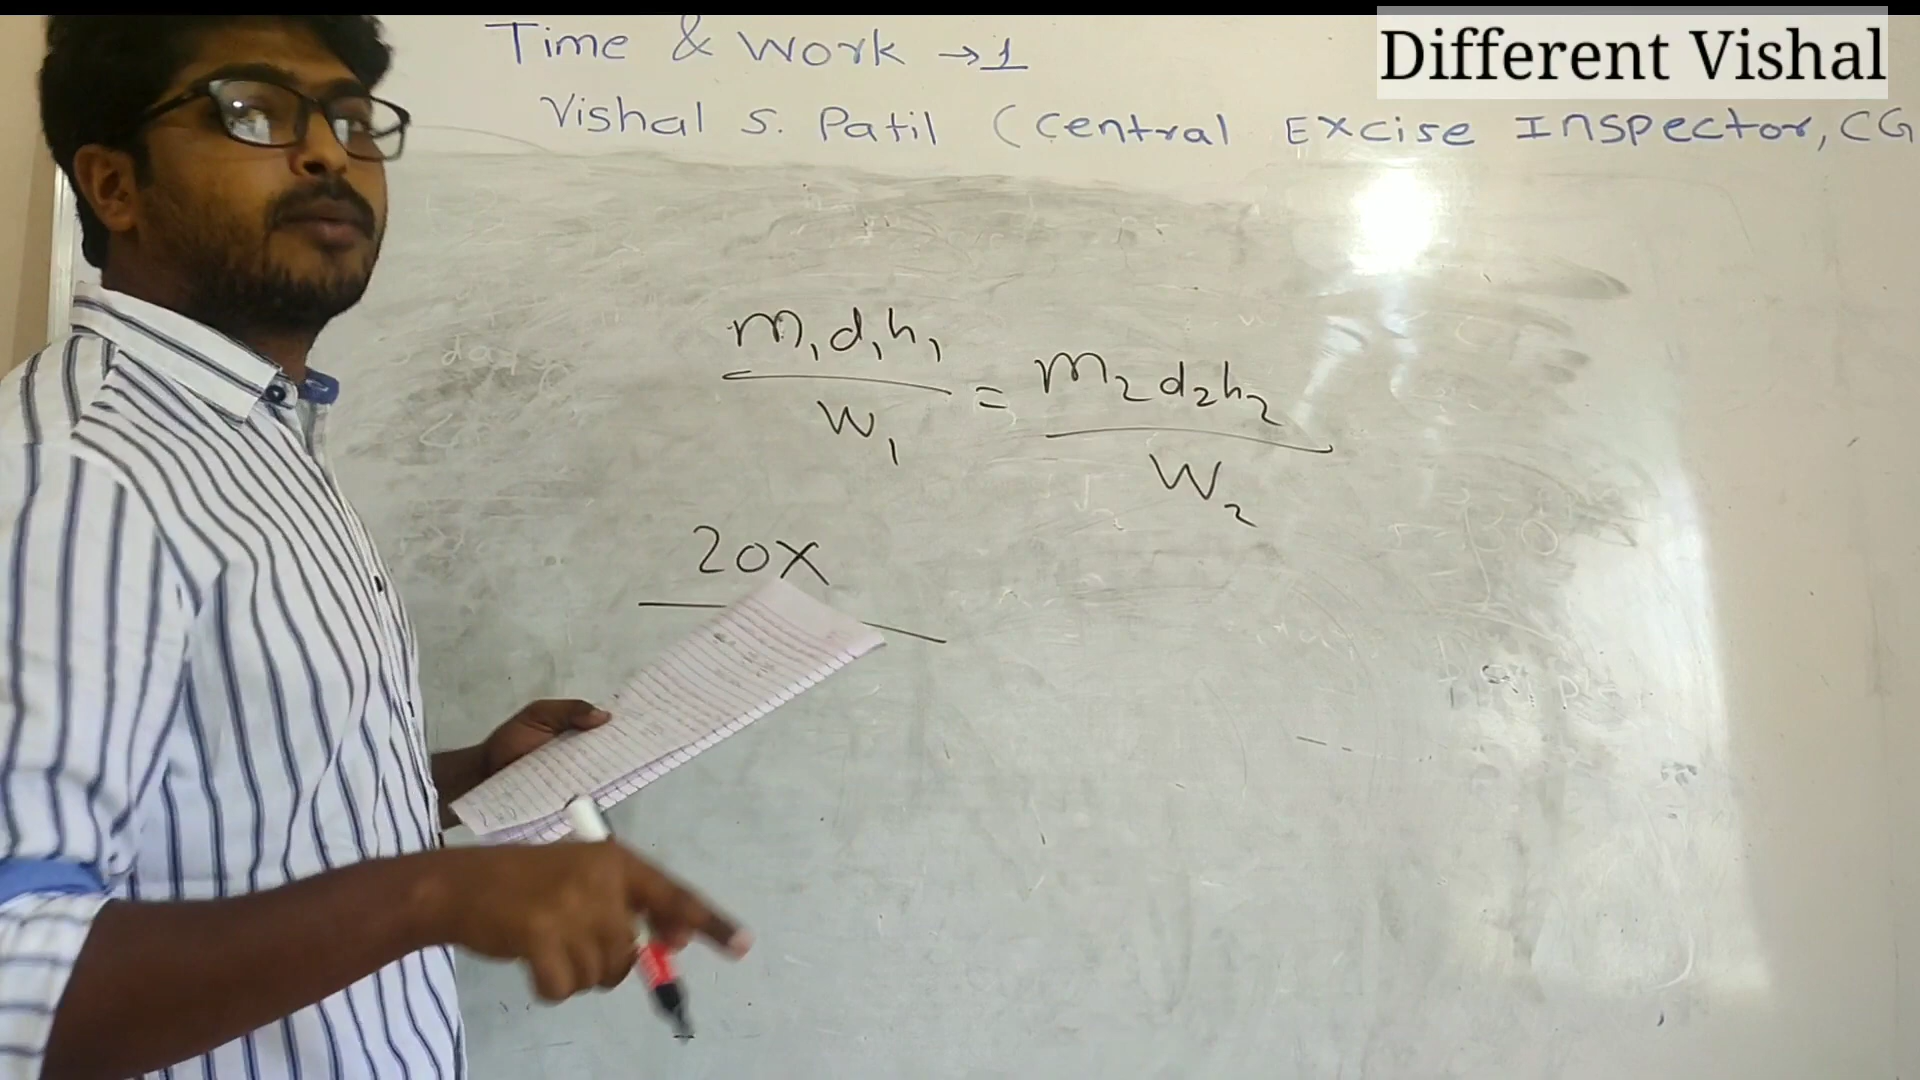 Time & Work → 1
Different Vishal
Vishal S. Patil (Central Excise Inspector, CG
m₁d₁h₁ / W₁ = m₂d₂h₂ / W₂
20x